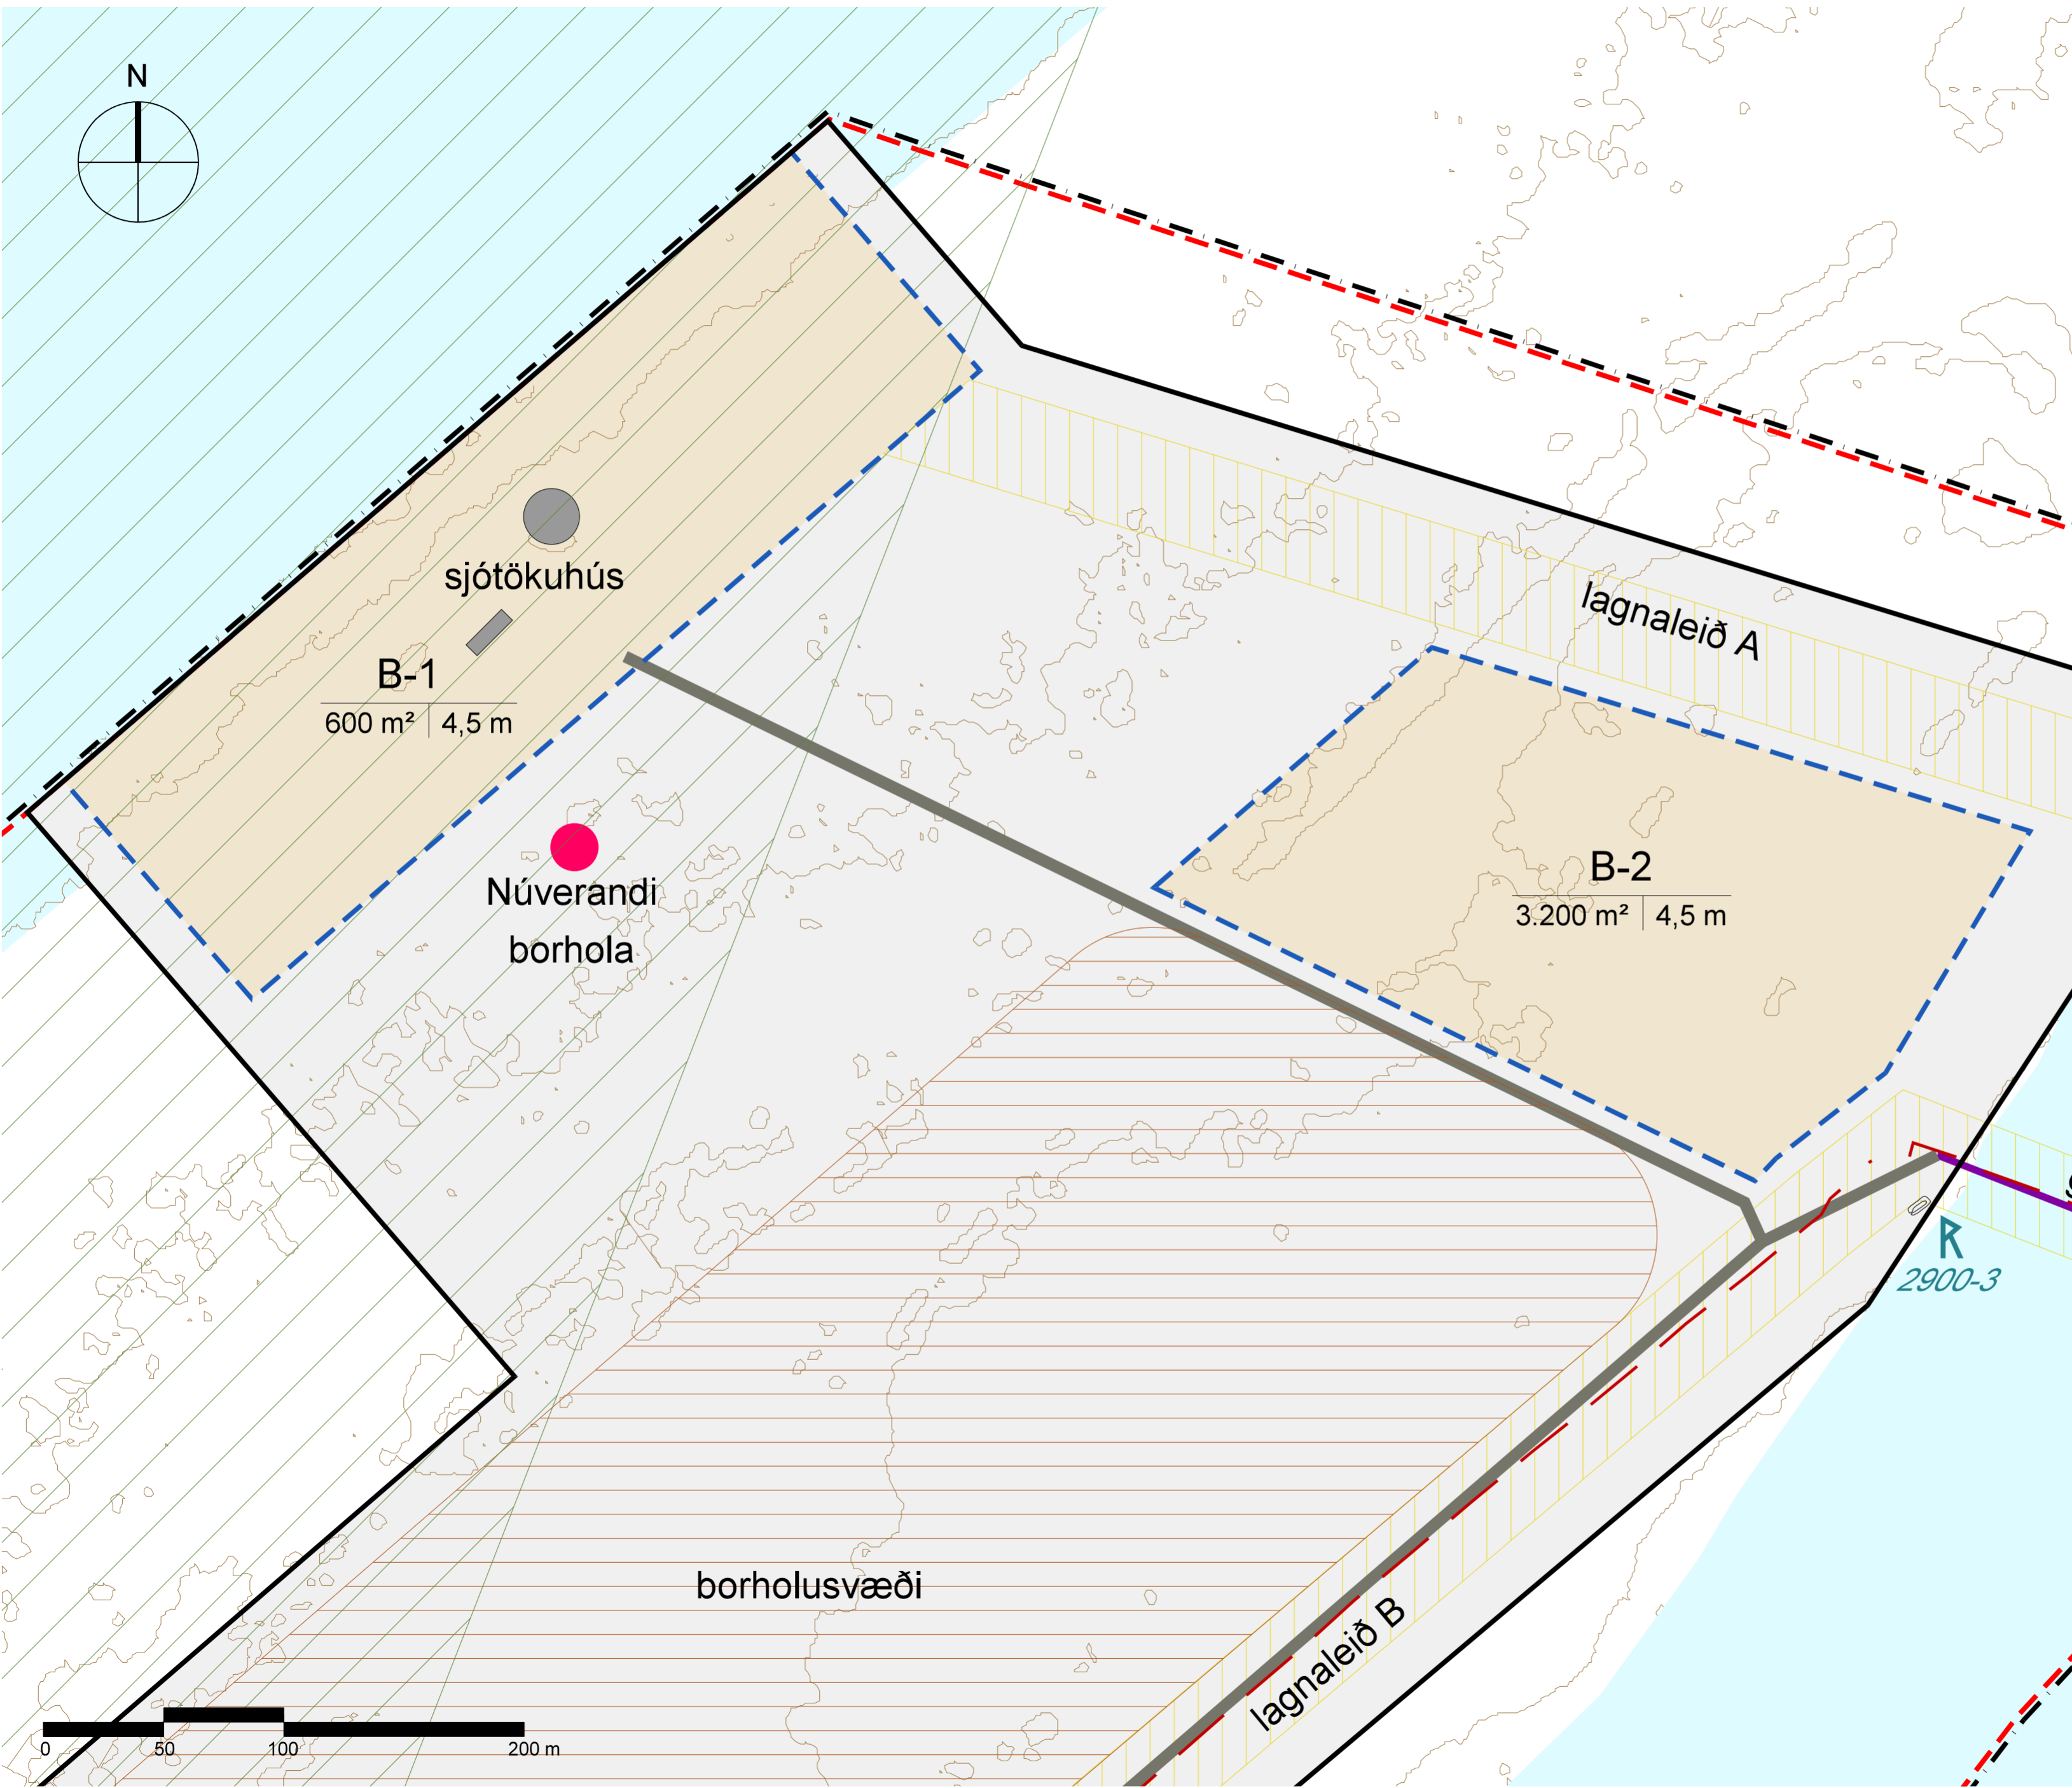 N
sjótökuhús
B-1
600 m² 4,5 m
lagnaleið A
Núverandi
borhola
B-2
3.200 m² 4,5 m
R
2900-3
borholusvæði
lagnaleið B
0 50 100 200 m